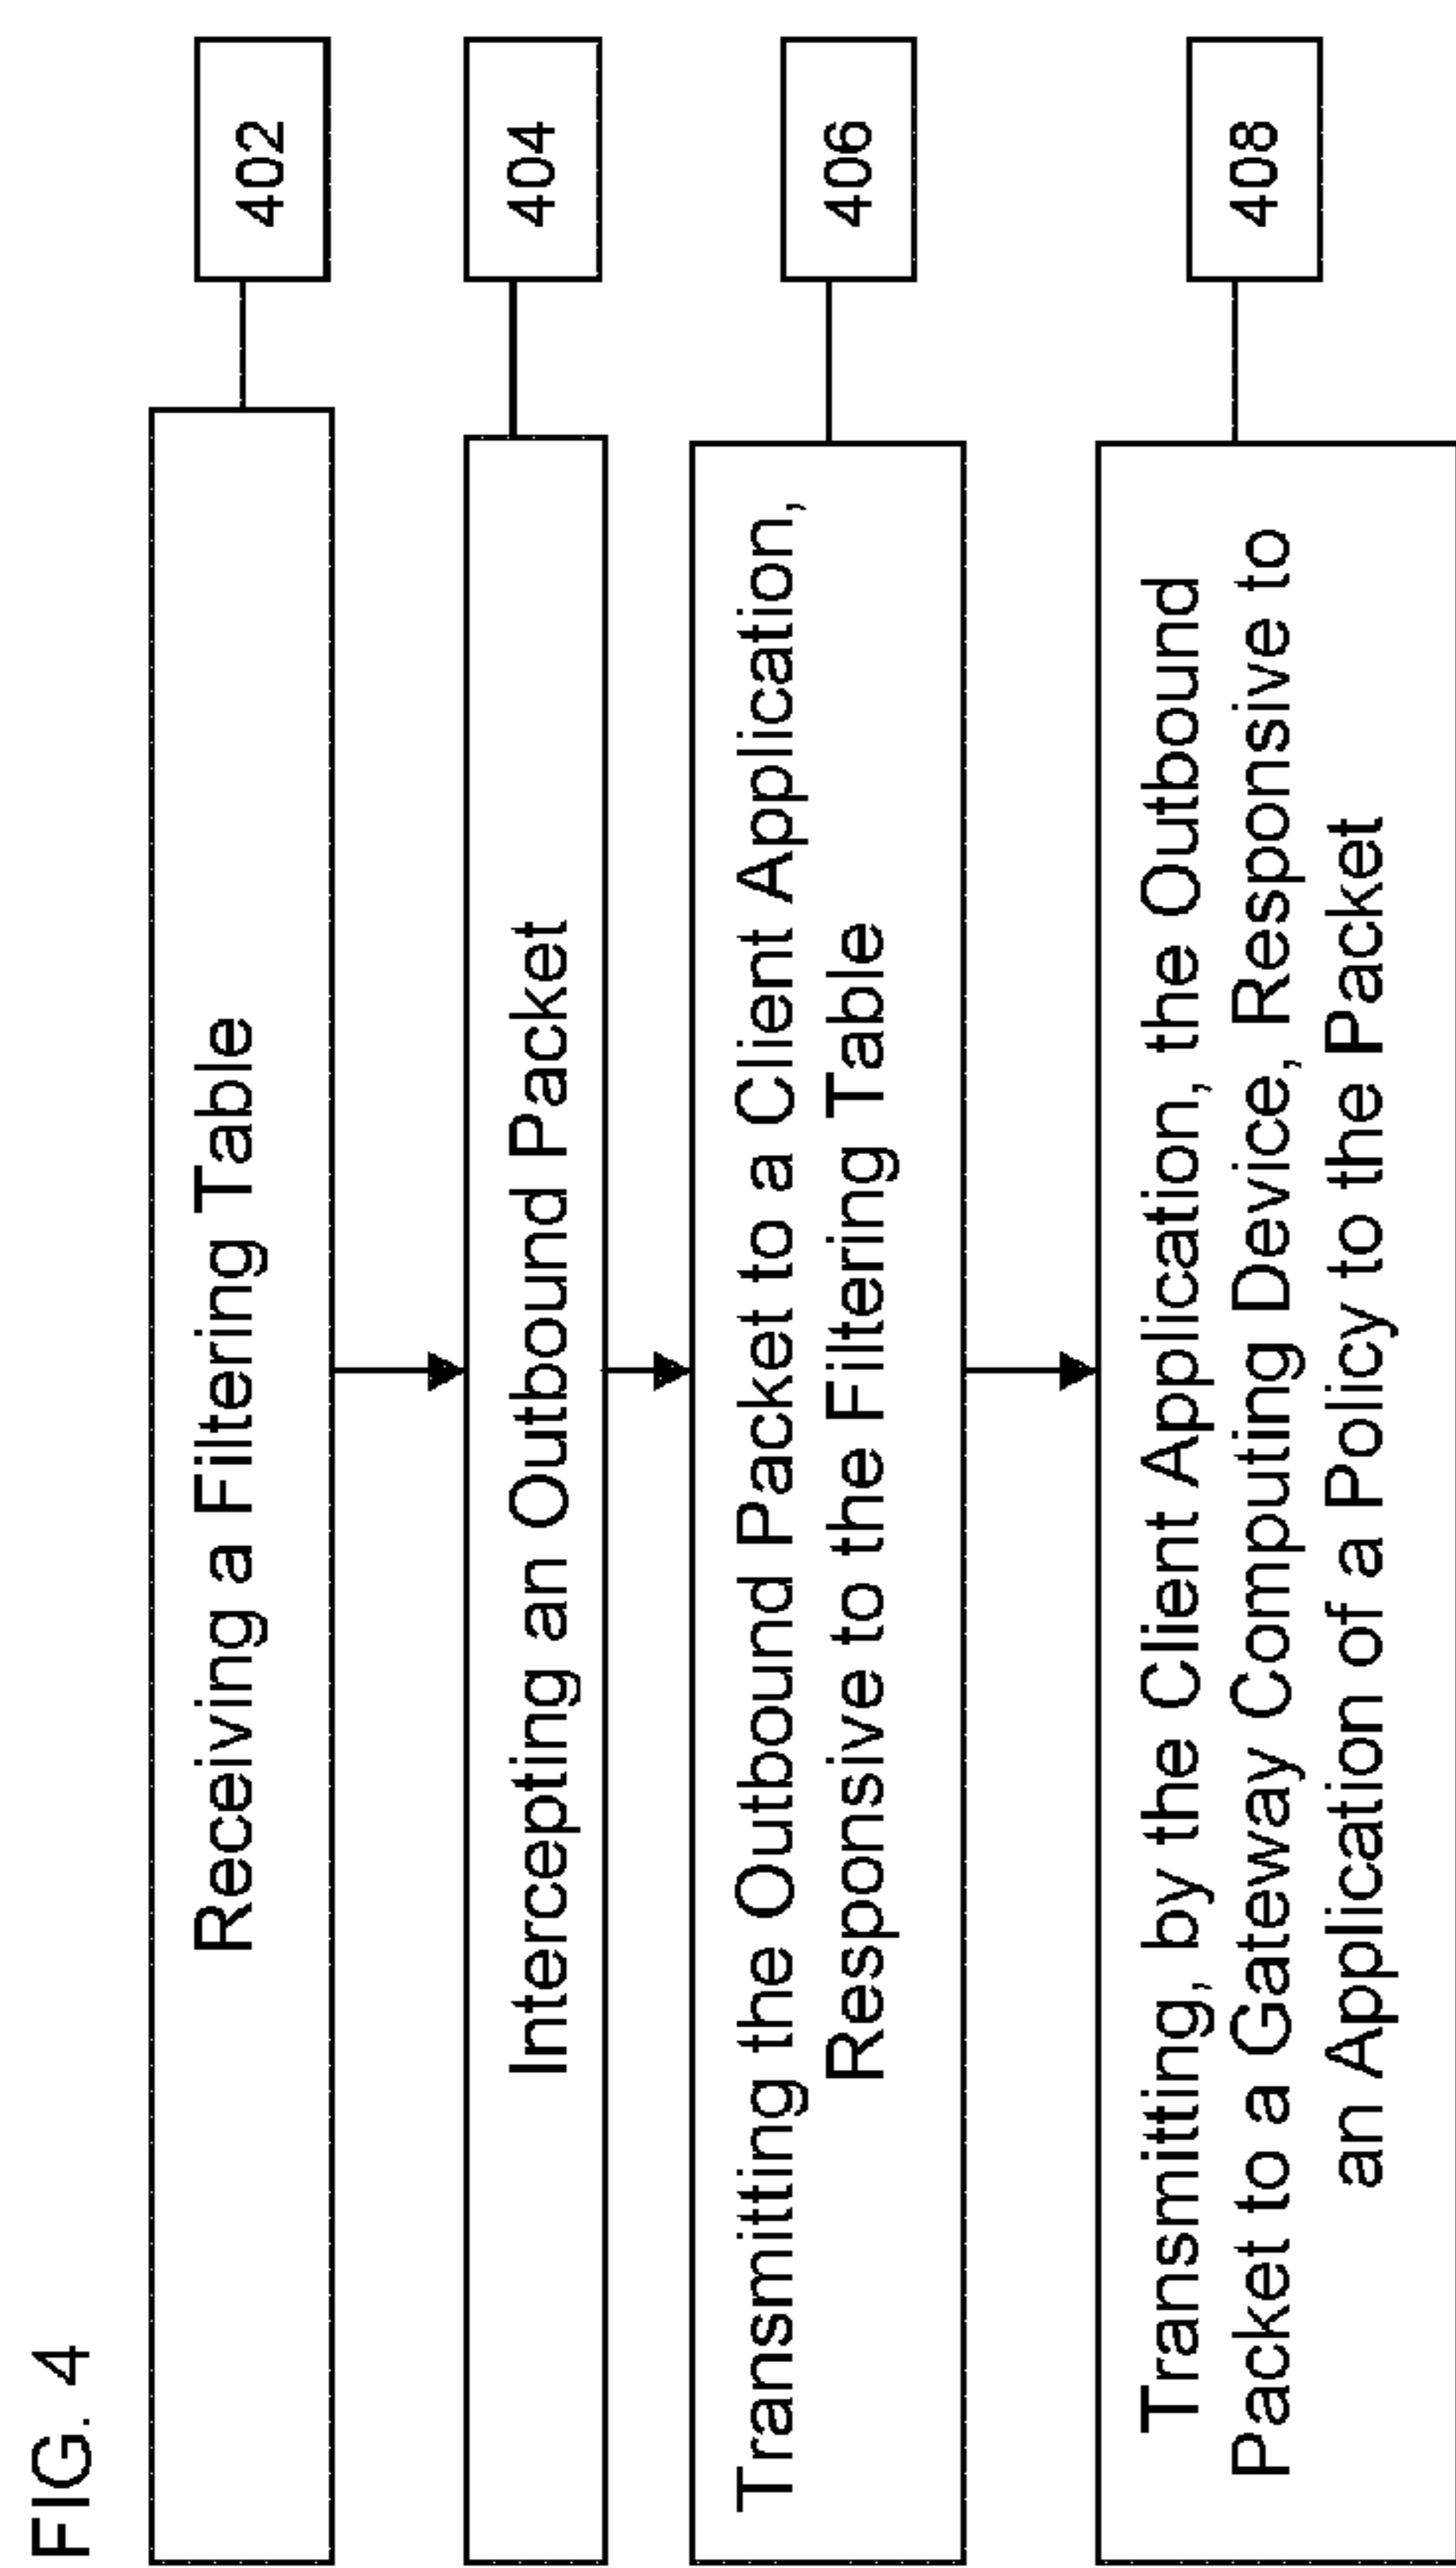 FIG. 4
Receiving a Filtering Table
402
Intercepting an Outbound Packet
404
Transmitting the Outbound Packet to a Client Application,
Responsive to the Filtering Table
406
Transmitting, by the Client Application, the Outbound
Packet to a Gateway Computing Device, Responsive to
an Application of a Policy to the Packet
408